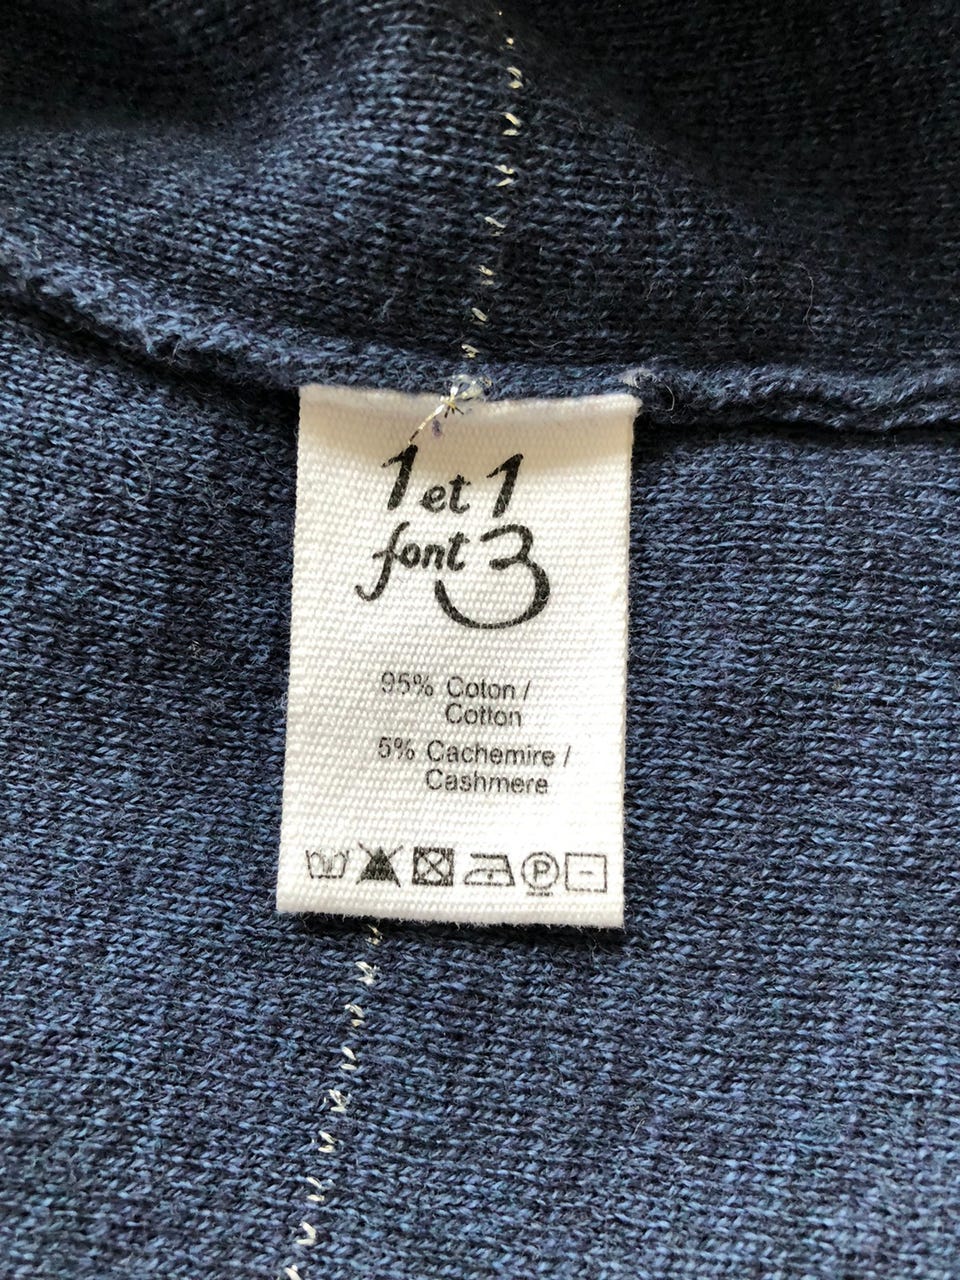 1 et 1
font 3
95% Coton /
Cotton
5% Cachemire /
Cashmere
P